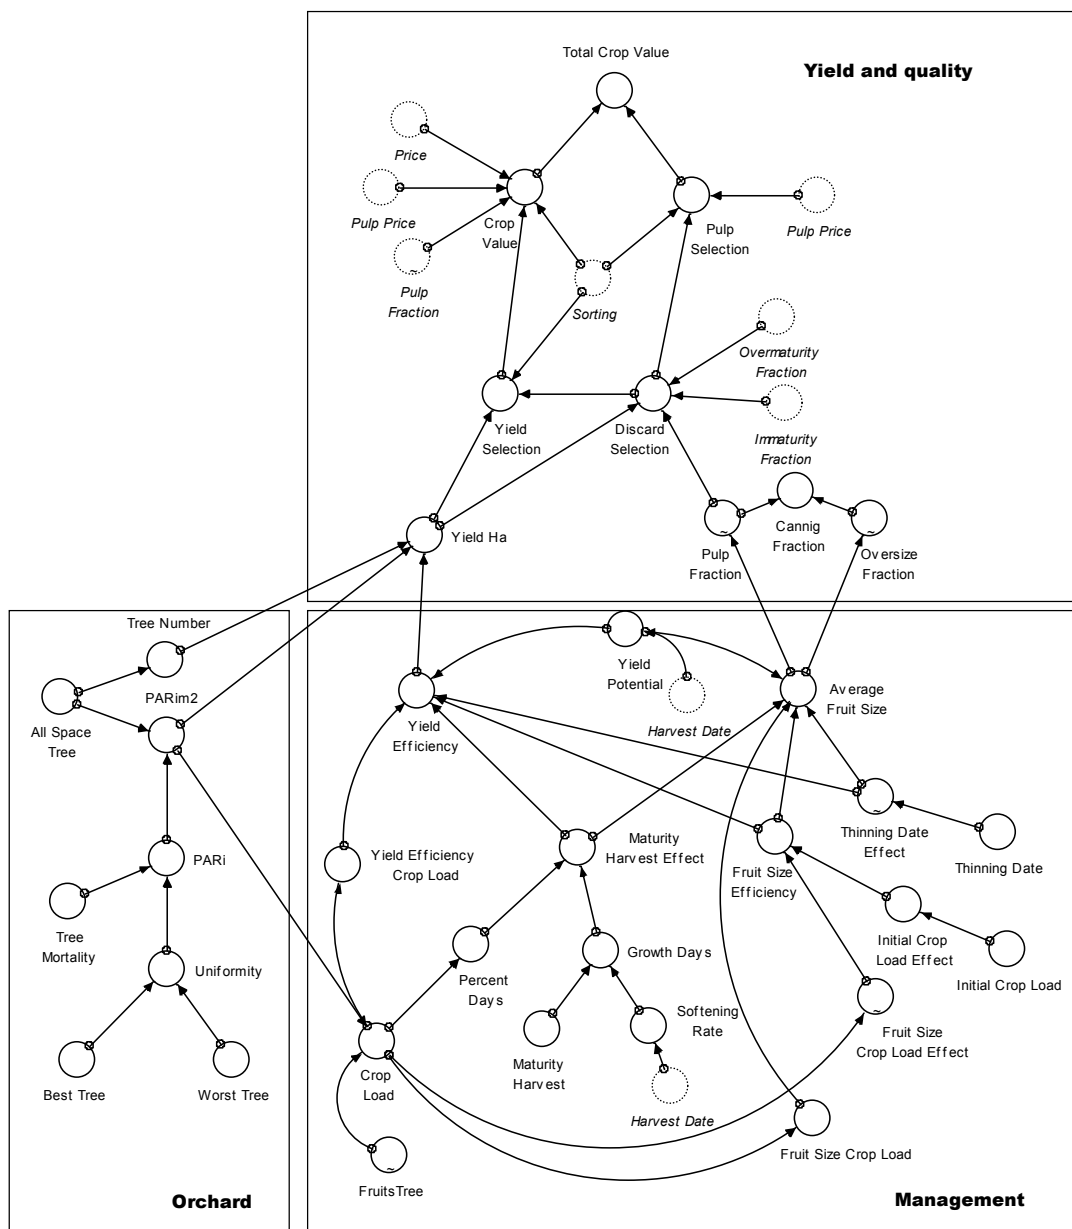 Total Crop Value
Yield and quality
Price
Pulp Price
Crop
Value
Pulp
Selection
Pulp Price
Pulp
Fraction
Sorting
Overmaturity
Fraction
Yield
Selection
Discard
Selection
Immaturity
Fraction
Yield Ha
Pulp
Fraction
Cannig
Fraction
Oversize
Fraction
Tree Number
PARim2
All Space
Tree
PARi
Tree
Mortality
Uniformity
Best Tree
Worst Tree
Orchard
Yield
Potential
Harvest Date
Average
Fruit Size
Yield
Efficiency
Yield Efficiency
Crop Load
Maturity
Harvest Effect
Fruit Size
Efficiency
Thinning Date
Effect
Thinning Date
Percent
Days
Growth Days
Initial Crop
Load Effect
Initial Crop Load
Softening
Rate
Maturity
Harvest
Harvest Date
Fruit Size
Crop Load Effect
Crop
Load
Fruit Size Crop Load
FruitsTree
Management
~
~
~
~
~
~